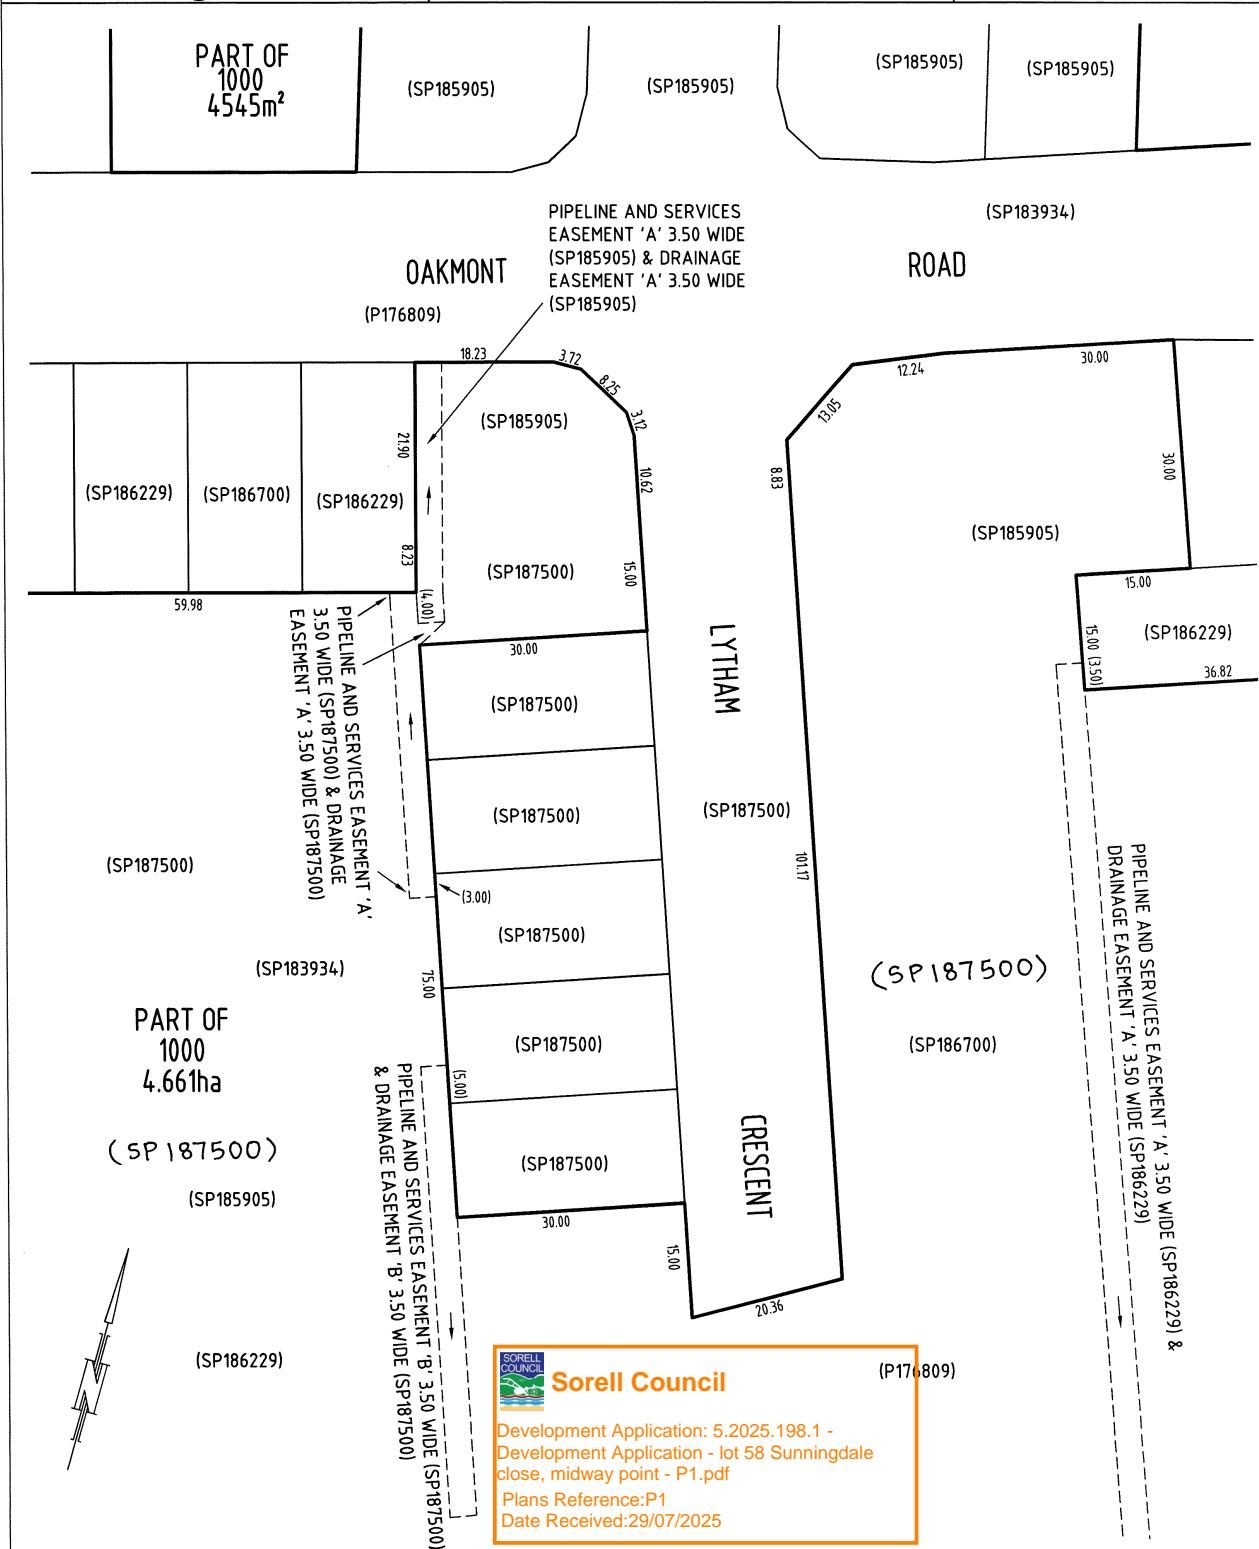 PART OF
1000
4545m²
(SP185905)
(SP185905)
(SP185905)
(SP185905)
(SP183934)
PIPELINE AND SERVICES
EASEMENT 'A' 3.50 WIDE
(SP185905) & DRAINAGE
EASEMENT 'A' 3.50 WIDE
(SP185905)
OAKMONT
ROAD
(P176809)
18.23
3.72
8.25
3.12
10.62
15.00
21.90
8.23
(4.00)
12.24
30.00
13.05
8.83
30.00
(SP185905)
(SP186229)
(SP186700)
(SP186229)
(SP185905)
(SP187500)
59.98
15.00
(SP186229)
15.00 (3.50)
36.82
30.00
PIPELINE AND SERVICES EASEMENT 'A'
3.50 WIDE (SP187500) & DRAINAGE
EASEMENT 'A' 3.50 WIDE (SP187500)
LYTHAM
(SP187500)
(SP187500)
(SP187500)
(SP187500)
101.17
(3.00)
(SP187500)
(SP183934)
75.00
(SP187500)
PART OF
1000
4.661ha
(SP187500)
(SP186700)
PIPELINE AND SERVICES EASEMENT 'A' 3.50 WIDE (SP186229) &
DRAINAGE EASEMENT 'A' 3.50 WIDE (SP186229)
(5.00)
(SP187500)
(SP185905)
(SP187500)
CRESCENT
30.00
15.00
20.36
PIPELINE AND SERVICES EASEMENT 'B' 3.50 WIDE (SP187500)
& DRAINAGE EASEMENT 'B' 3.50 WIDE (SP187500)
(SP186229)
(P176809)
SORELL
COUNCIL
Sorell Council
Development Application: 5.2025.198.1 -
Development Application - lot 58 Sunningdale
close, midway point - P1.pdf
Plans Reference:P1
Date Received:29/07/2025